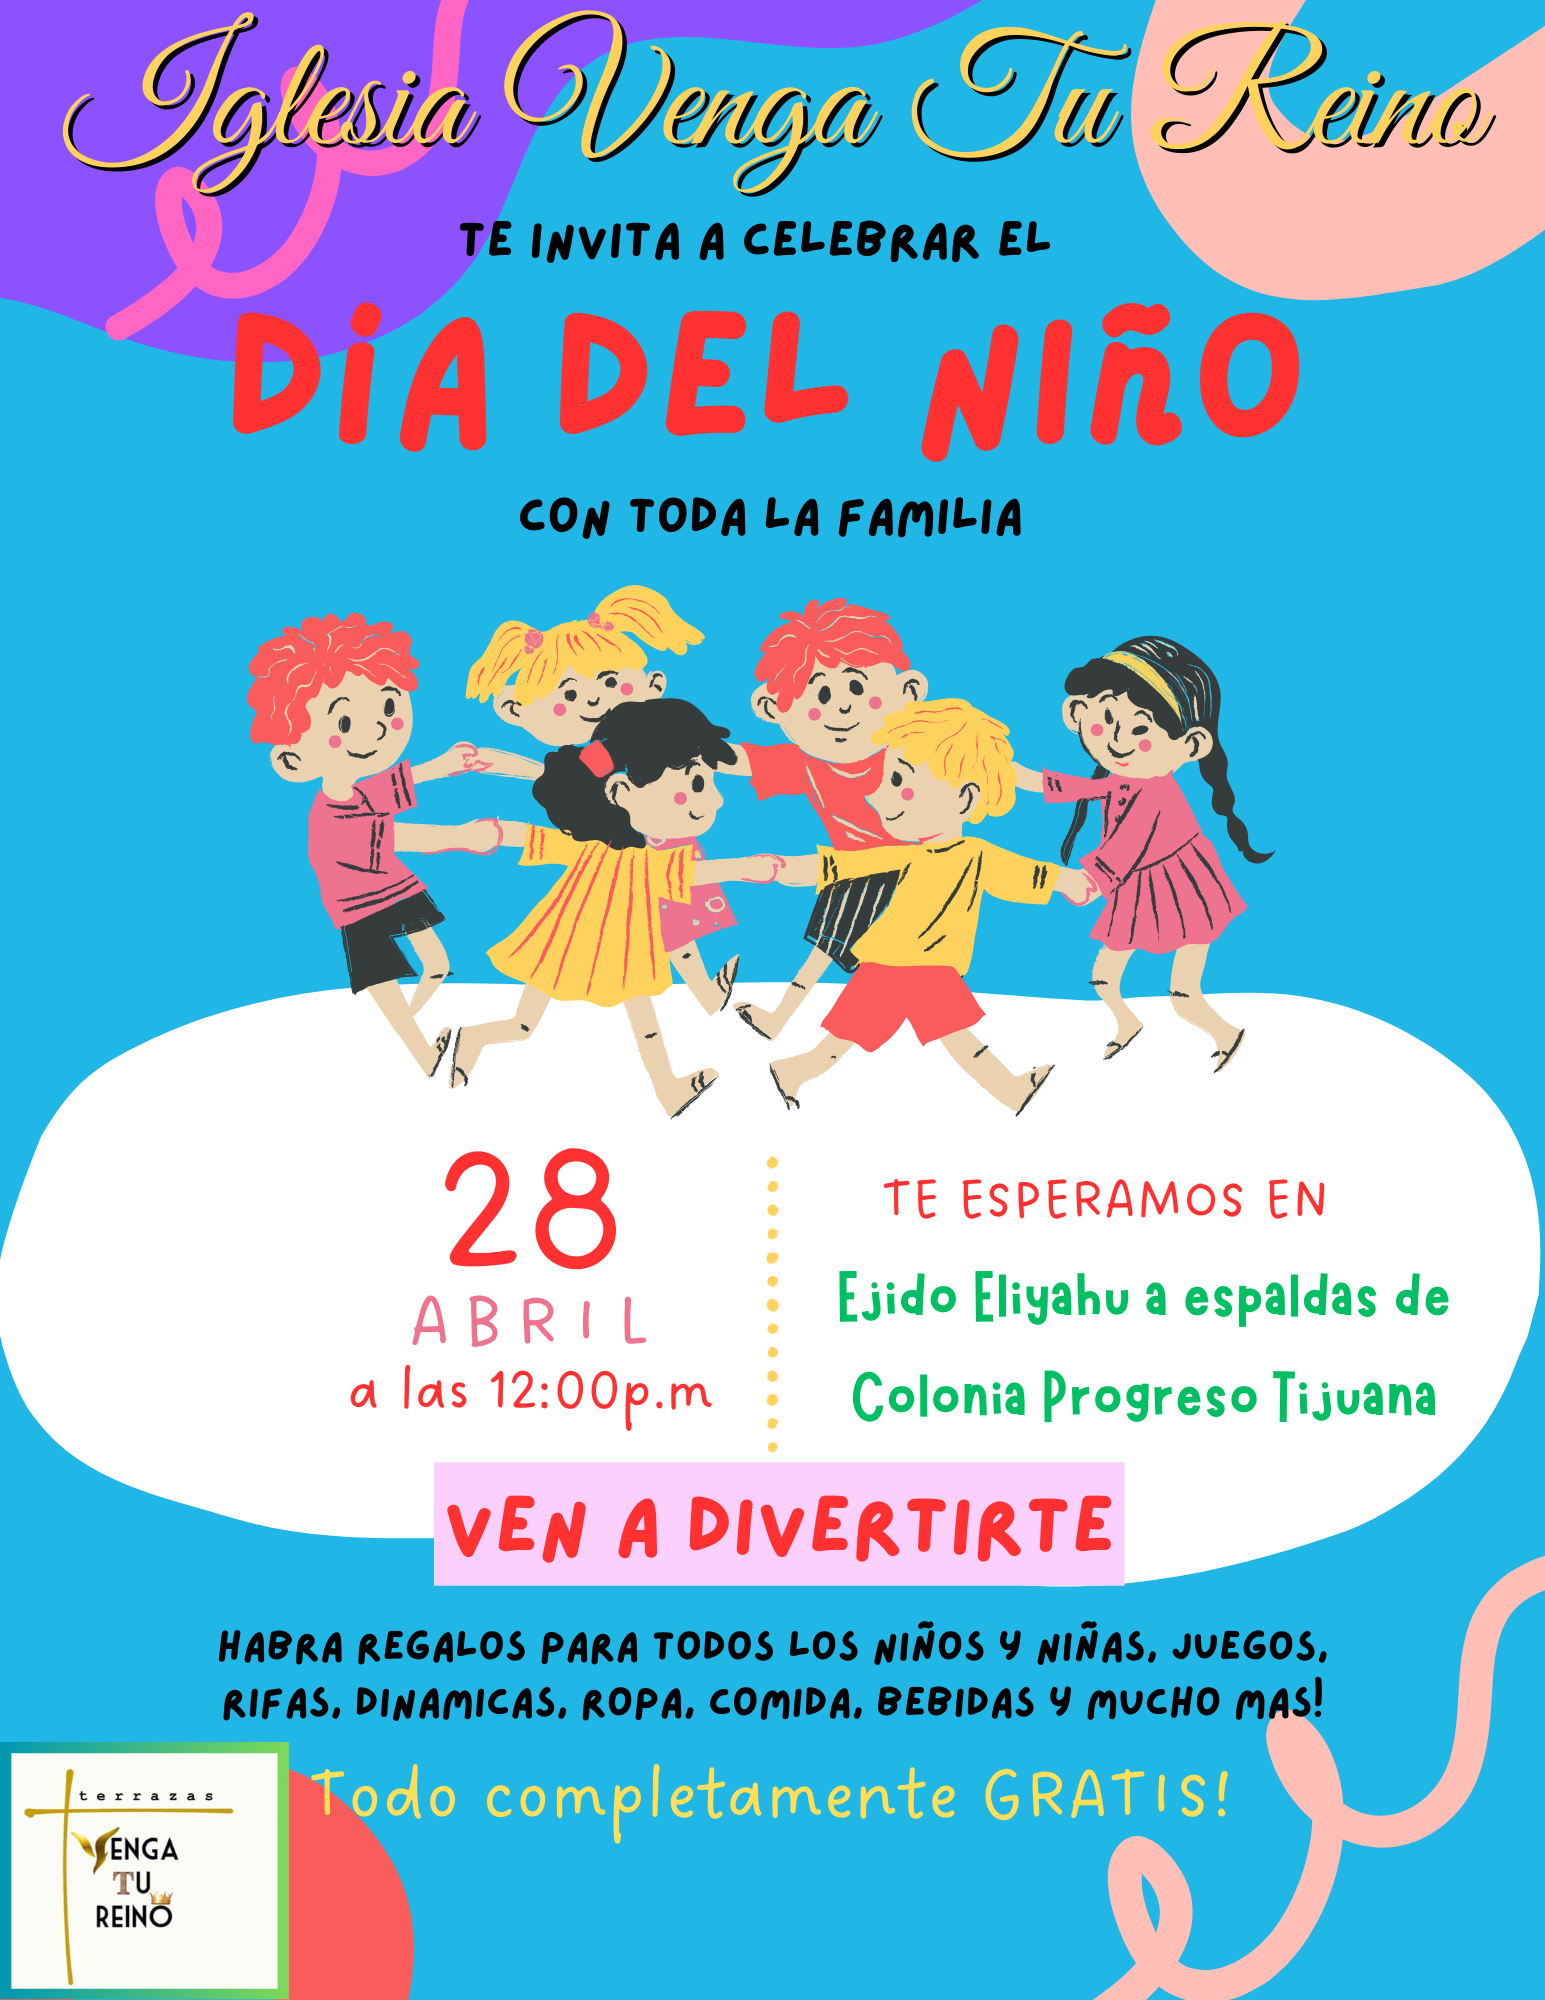 Iglesia Venga Tu Reino
TE INVITA A CELEBRAR EL
DiA DEL NIñO
CON TODA LA FAMILIA
28
ABRIL
a las 12:00p.m
TE ESPERAMOS EN
Ejido Eliyahu a espaldas de
Colonia Progreso Tijuana
VEN A DIVERTIRTE
HABRA REGALOS PARA TODOS LOS NIÑOS Y NIÑAS, JUEGOS,
RIFAS, DINAMICAS, ROPA, COMIDA, BEBIDAS Y MUCHO MAS!
Todo completamente GRATIS!
terrazas
VENGA
TU
REINO